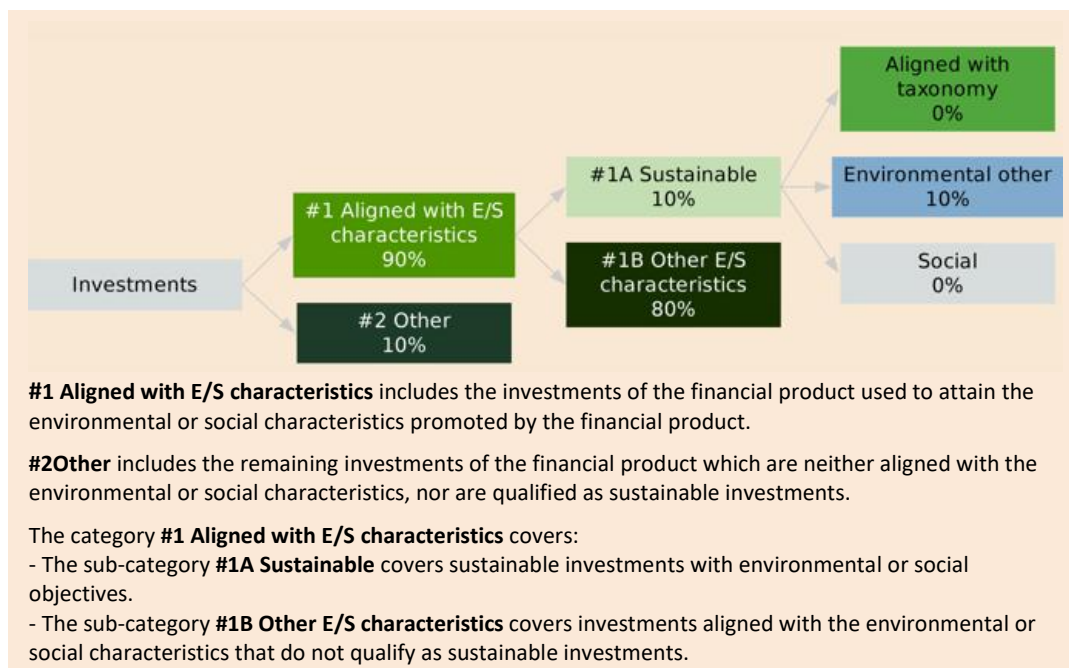 Investments
#1 Aligned with E/S
characteristics
90%
#2 Other
10%
#1A Sustainable
10%
#1B Other E/S
characteristics
80%
Aligned with
taxonomy
0%
Environmental other
10%
Social
0%
#1 Aligned with E/S characteristics includes the investments of the financial product used to attain the
environmental or social characteristics promoted by the financial product.
#2Other includes the remaining investments of the financial product which are neither aligned with the
environmental or social characteristics, nor are qualified as sustainable investments.
The category #1 Aligned with E/S characteristics covers:
- The sub-category #1A Sustainable covers sustainable investments with environmental or social
objectives.
- The sub-category #1B Other E/S characteristics covers investments aligned with the environmental or
social characteristics that do not qualify as sustainable investments.